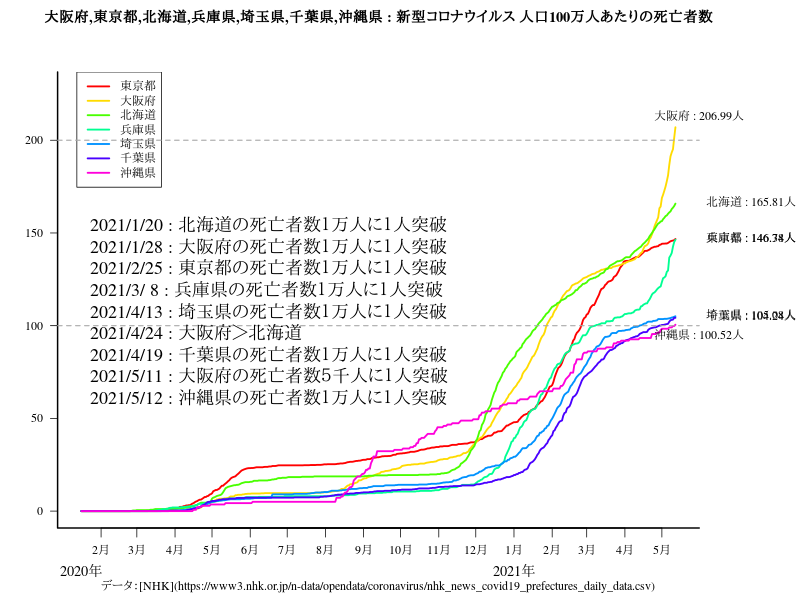 大阪府,東京都,北海道,兵庫県,埼玉県,千葉県,沖縄県 : 新型コロナウイルス 人口100万人あたりの死亡者数
東京都
大阪府
北海道
兵庫県
埼玉県
千葉県
沖縄県
大阪府 : 206.99人
200
北海道 : 165.81人
2021/1/20 : 北海道の死亡者数1万人に1人突破
150
2021/1/28 : 大阪府の死亡者数1万人に1人突破
2021/2/25 : 東京都の死亡者数1万人に1人突破
2021/3/ 8 : 兵庫県の死亡者数1万人に1人突破
2021/4/13 : 埼玉県の死亡者数1万人に1人突破
100
2021/4/24 : 大阪府＞北海道
沖縄県 : 100.52人
2021/4/19 : 千葉県の死亡者数1万人に1人突破
2021/5/11 : 大阪府の死亡者数5千人に1人突破
2021/5/12 : 沖縄県の死亡者数1万人に1人突破
50
0
2月 3月 4月 5月 6月 7月 8月 9月 10月 11月 12月 1月 2月 3月 4月 5月
2020年 2021年
データ : [NHK](https://www3.nhk.or.jp/n-data/opendata/coronavirus/nhk_news_covid19_prefectures_daily_data.csv)